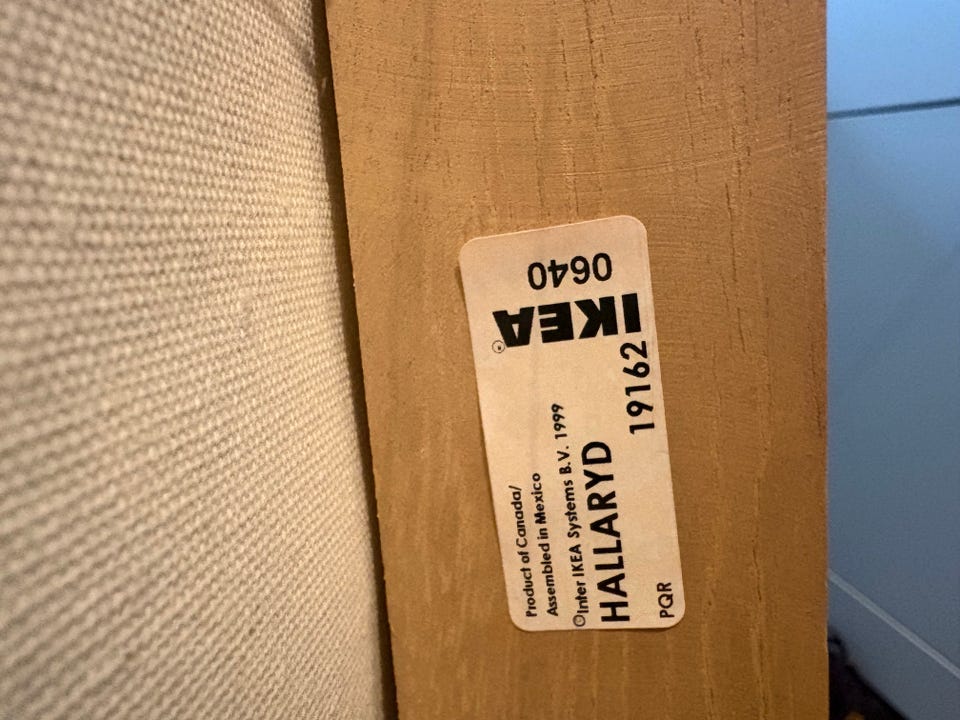 Product of Canada/
Assembled in Mexico
©Inter IKEA Systems B.V. 1999
HALLARYD
19162
PQR
IKEA®
0640